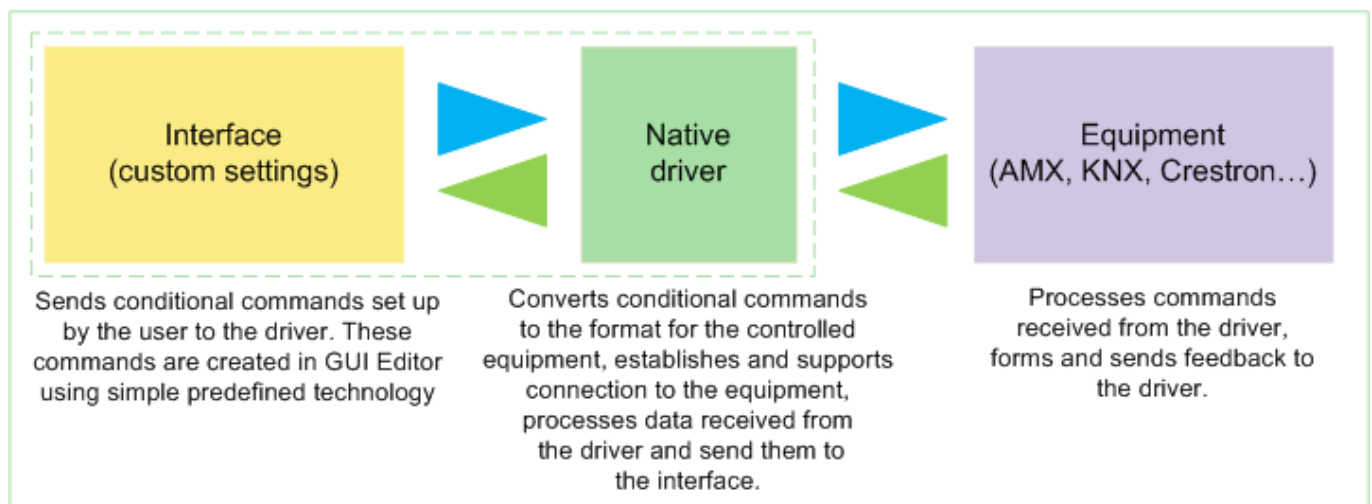 Interface
(custom settings)
Native
driver
Equipment
(AMX, KNX, Crestron…)
Sends conditional commands set up
by the user to the driver. These
commands are created in GUI Editor
using simple predefined technology
Converts conditional commands
to the format for the controlled
equipment, establishes and supports
connection to the equipment,
processes data received from
the driver and send them to
the interface.
Processes commands
received from the driver,
forms and sends feedback to
the driver.